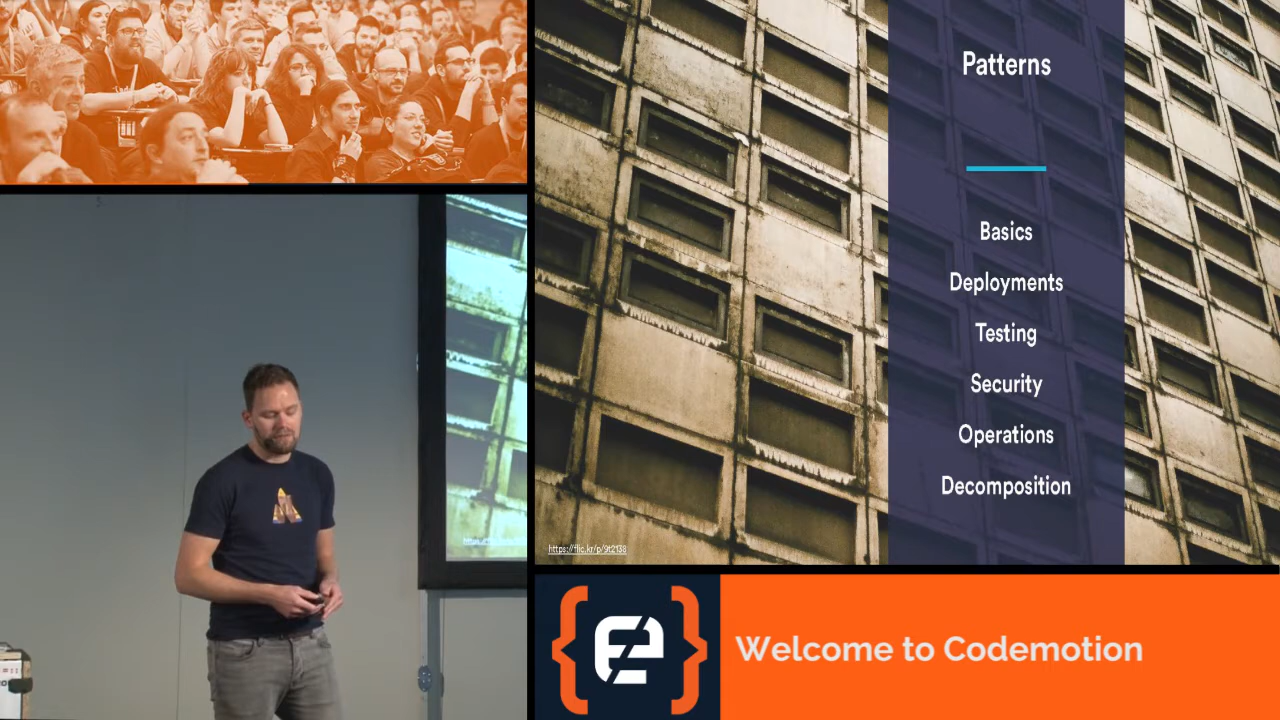 Patterns
Basics
Deployments
Testing
Security
Operations
Decomposition
https://flic.kr/p/9t2138
Welcome to Codemotion